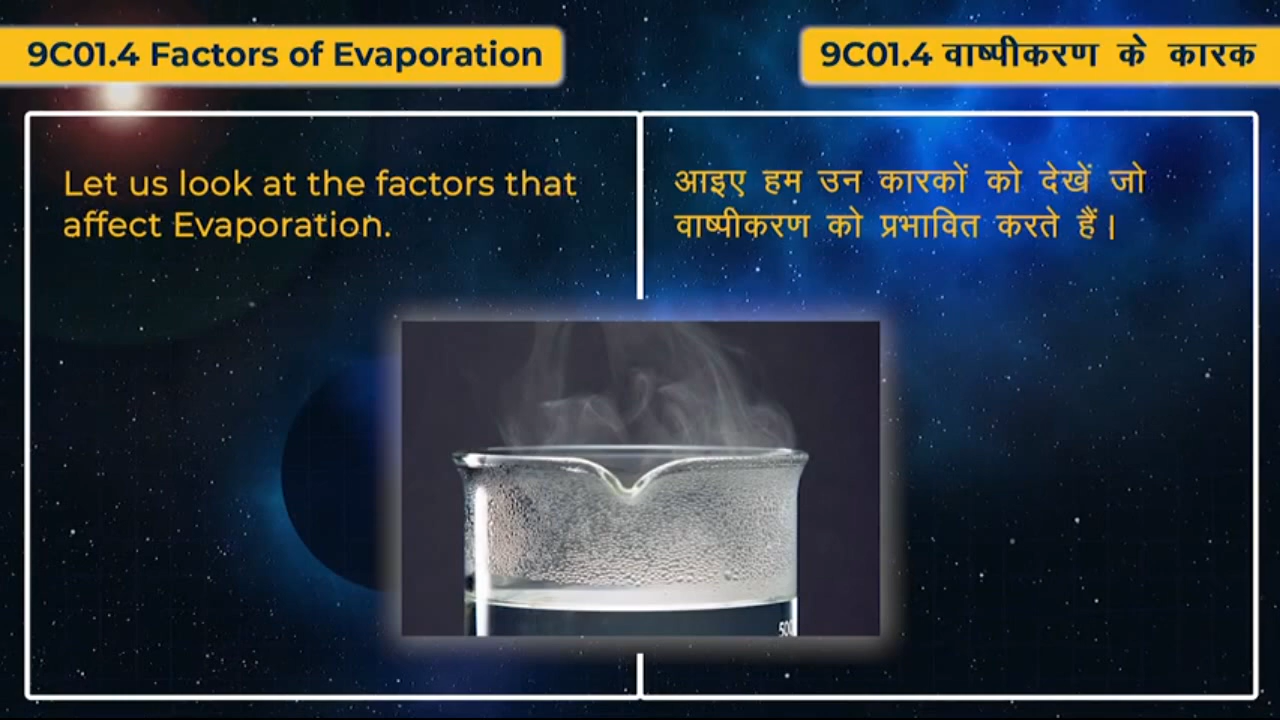 9C01.4 Factors of Evaporation
9C01.4 वाष्पीकरण के कारक
Let us look at the factors that
affect Evaporation.
आइए हम उन कारकों को देखें जो
वाष्पीकरण को प्रभावित करते हैं।
500